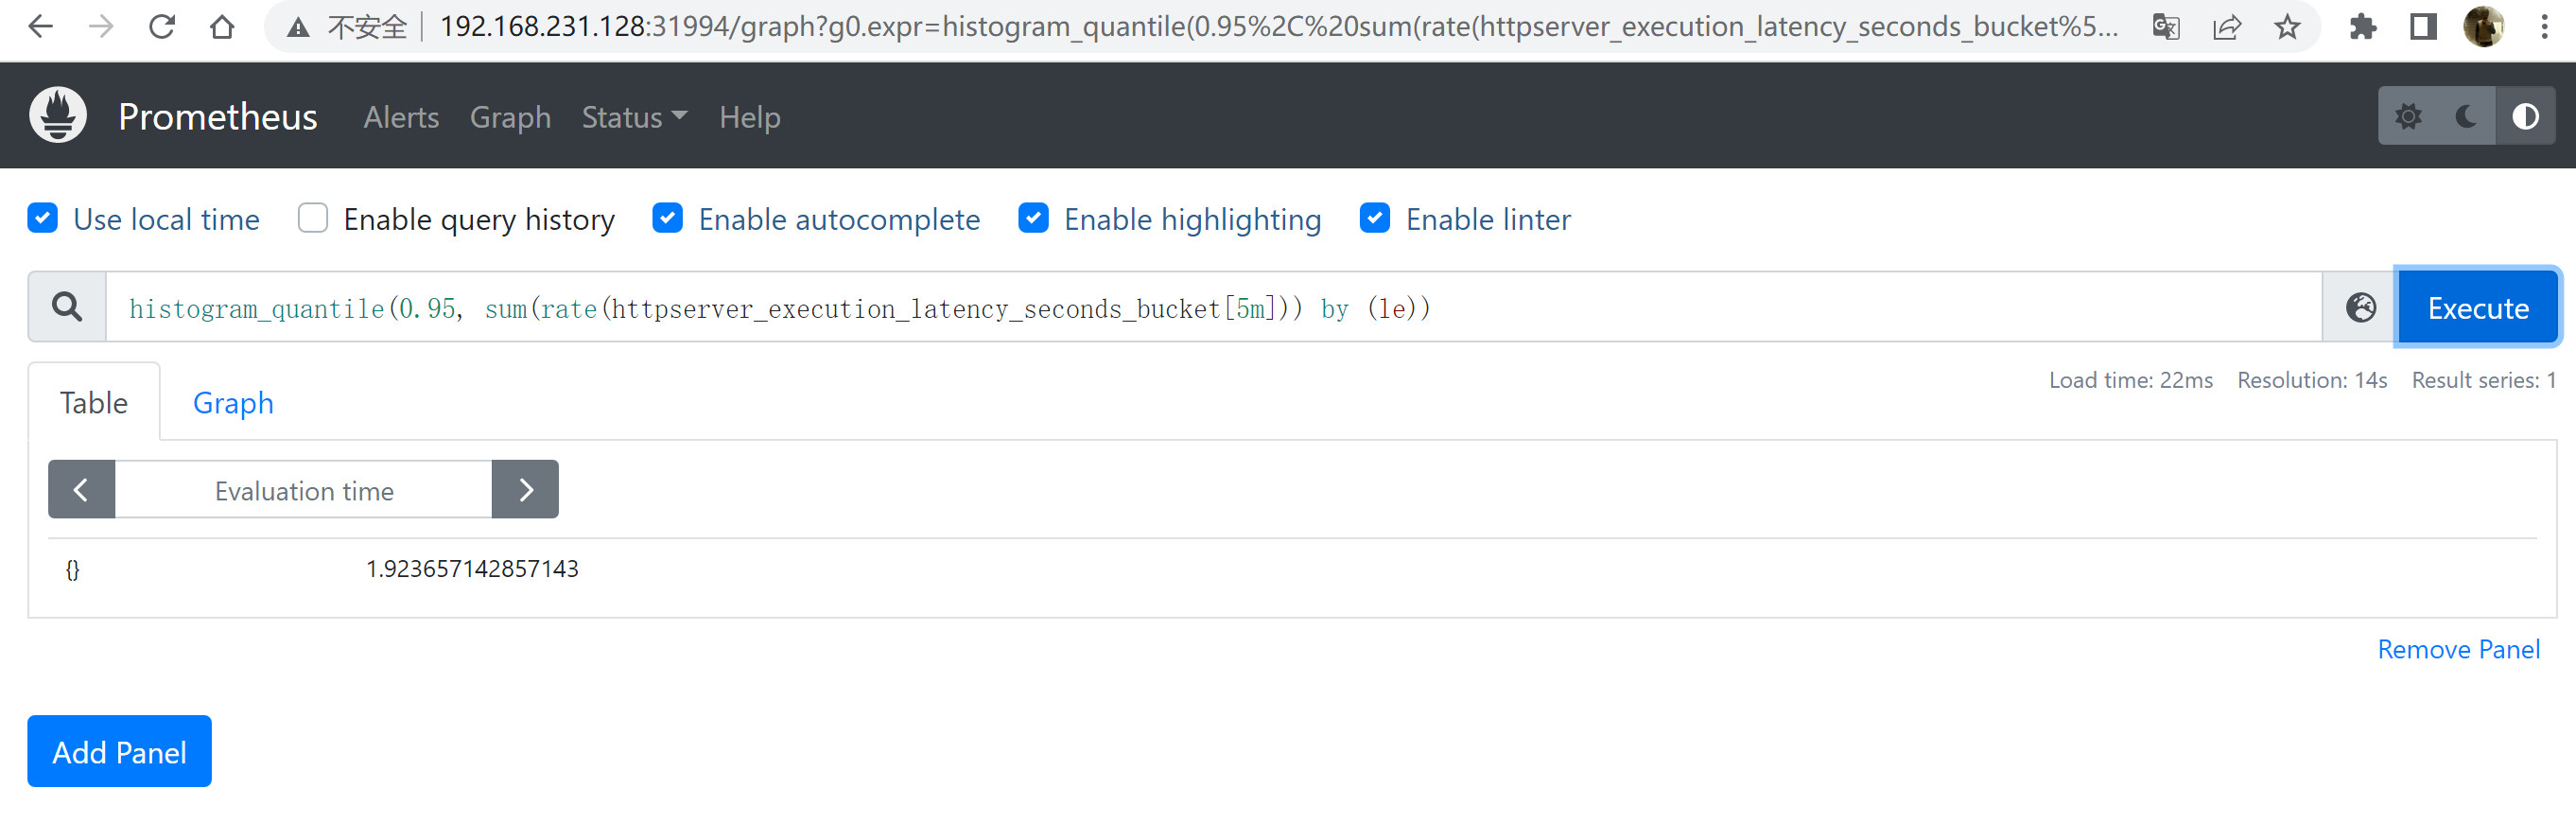 不安全 192.168.231.128:31994/graph?g0.expr=histogram_quantile(0.95%2C%20sum(rate(httpserver_execution_latency_seconds_bucket%5...
Prometheus Alerts Graph Status Help
Use local time Enable query history Enable autocomplete Enable highlighting Enable linter
histogram_quantile(0.95, sum(rate(httpserver_execution_latency_seconds_bucket[5m])) by (le)) Execute
Load time: 22ms Resolution: 14s Result series: 1
Table Graph
Evaluation time
{} 1.923657142857143
Remove Panel
Add Panel